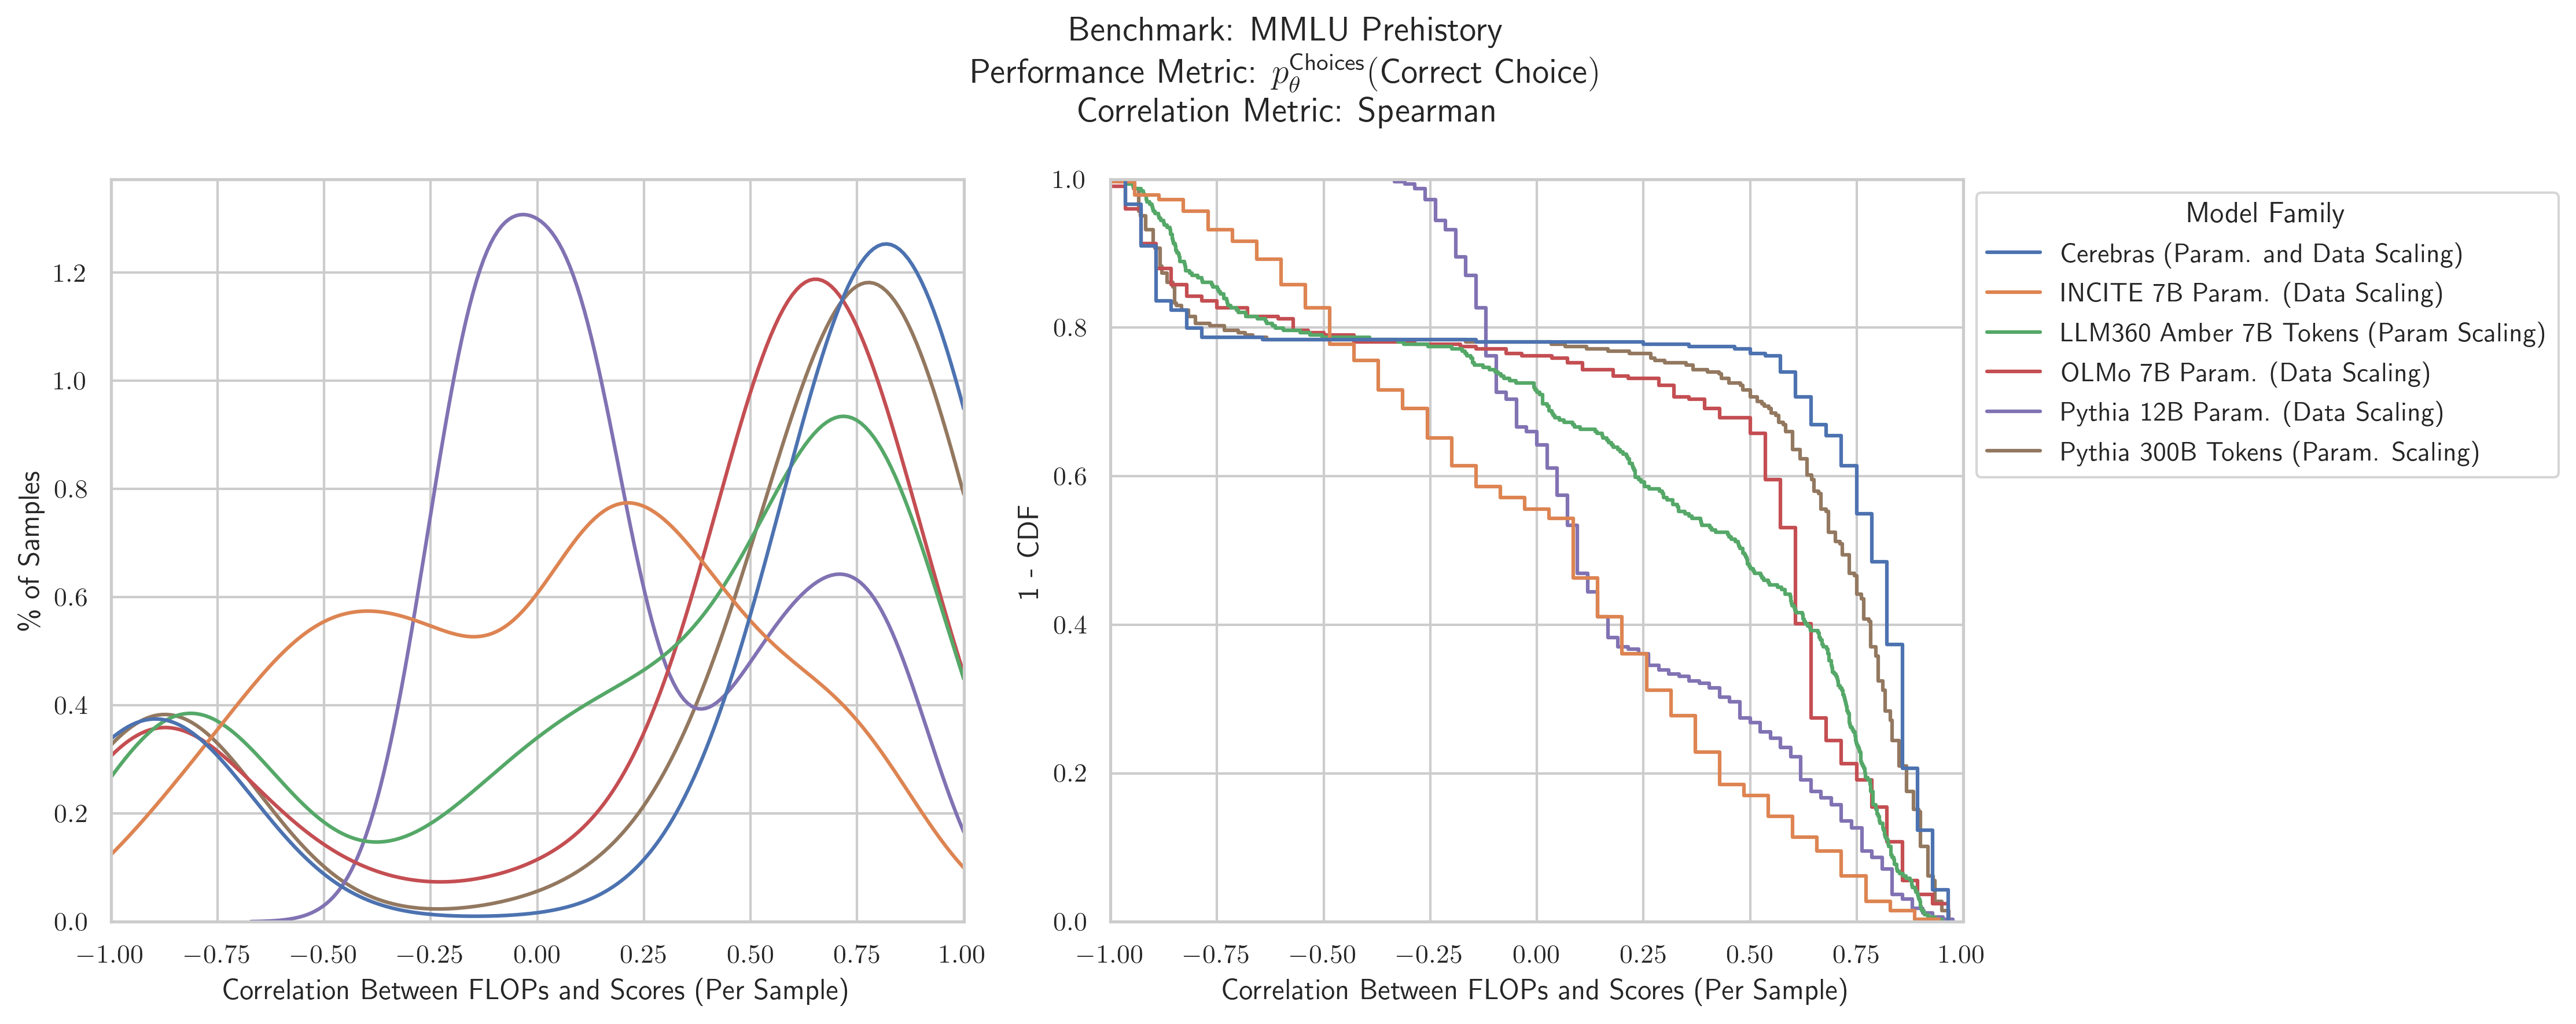 Benchmark: MMLU Prehistory
Performance Metric: $p_{\theta}^{\text{Choices}}$(Correct Choice)
Correlation Metric: Spearman
% of Samples
1.2
1.0
0.8
0.6
0.4
0.2
0.0
−1.00 −0.75 −0.50 −0.25 0.00 0.25 0.50 0.75 1.00
Correlation Between FLOPs and Scores (Per Sample)
1 - CDF
1.0
0.8
0.6
0.4
0.2
0.0
−1.00 −0.75 −0.50 −0.25 0.00 0.25 0.50 0.75 1.00
Correlation Between FLOPs and Scores (Per Sample)
Model Family
Cerebras (Param. and Data Scaling)
INCITE 7B Param. (Data Scaling)
LLM360 Amber 7B Tokens (Param Scaling)
OLMo 7B Param. (Data Scaling)
Pythia 12B Param. (Data Scaling)
Pythia 300B Tokens (Param. Scaling)